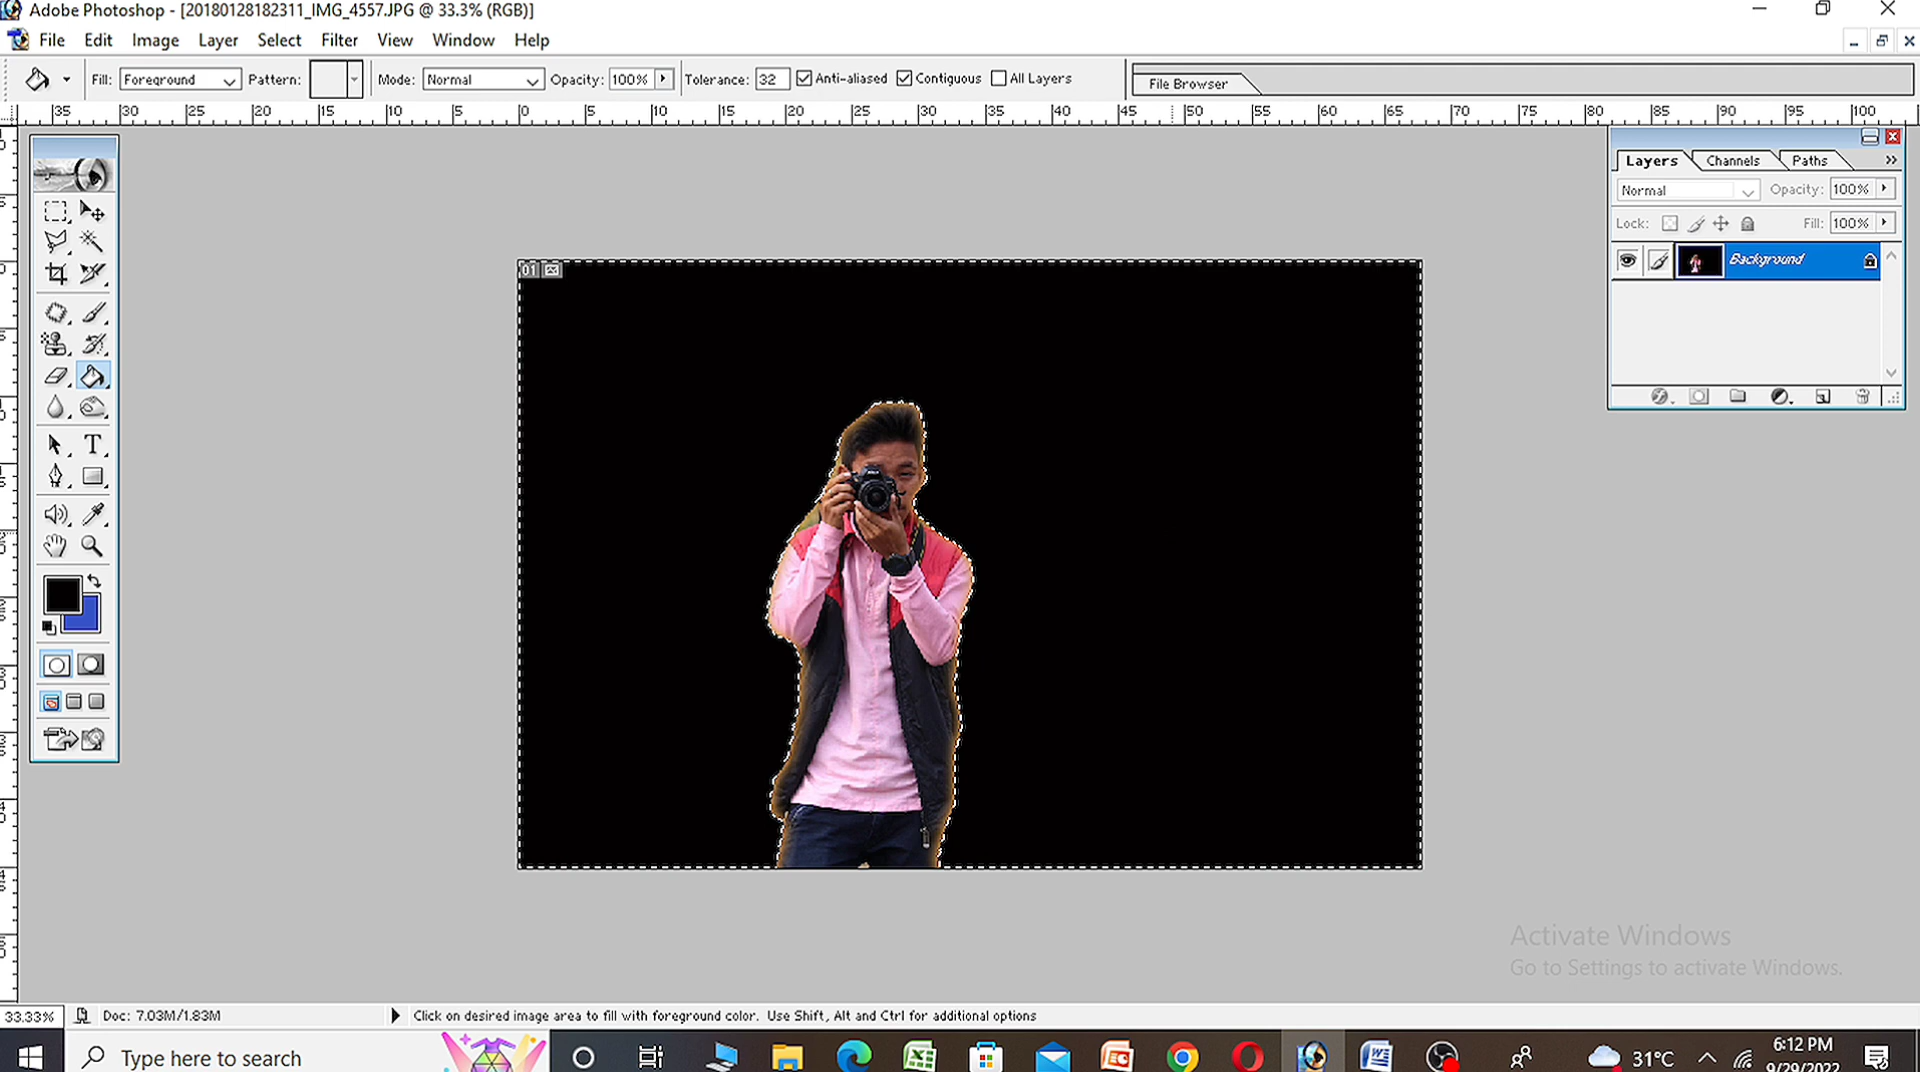 Adobe Photoshop - [20180128182311_IMG_4557.JPG @ 33.3% (RGB)]
File Edit Image Layer Select Filter View Window Help
Fill: Foreground Pattern: Mode: Normal Opacity: 100% Tolerance: 32 Anti-aliased Contiguous All Layers File Browser
35 30 25 20 15 10 5 0 5 10 15 20 25 30 35 40 45 50 55 60 65 70 75 80 85 90 95 100
Layers Channels Paths
Normal Opacity: 100%
Lock: Fill: 100%
Background
01
T
Activate Windows
Go to Settings to activate Windows.
33.33% Doc: 7.03M/1.83M Click on desired image area to fill with foreground color. Use Shift, Alt and Ctrl for additional options
Type here to search 31°C 6:12 PM
9/29/2022